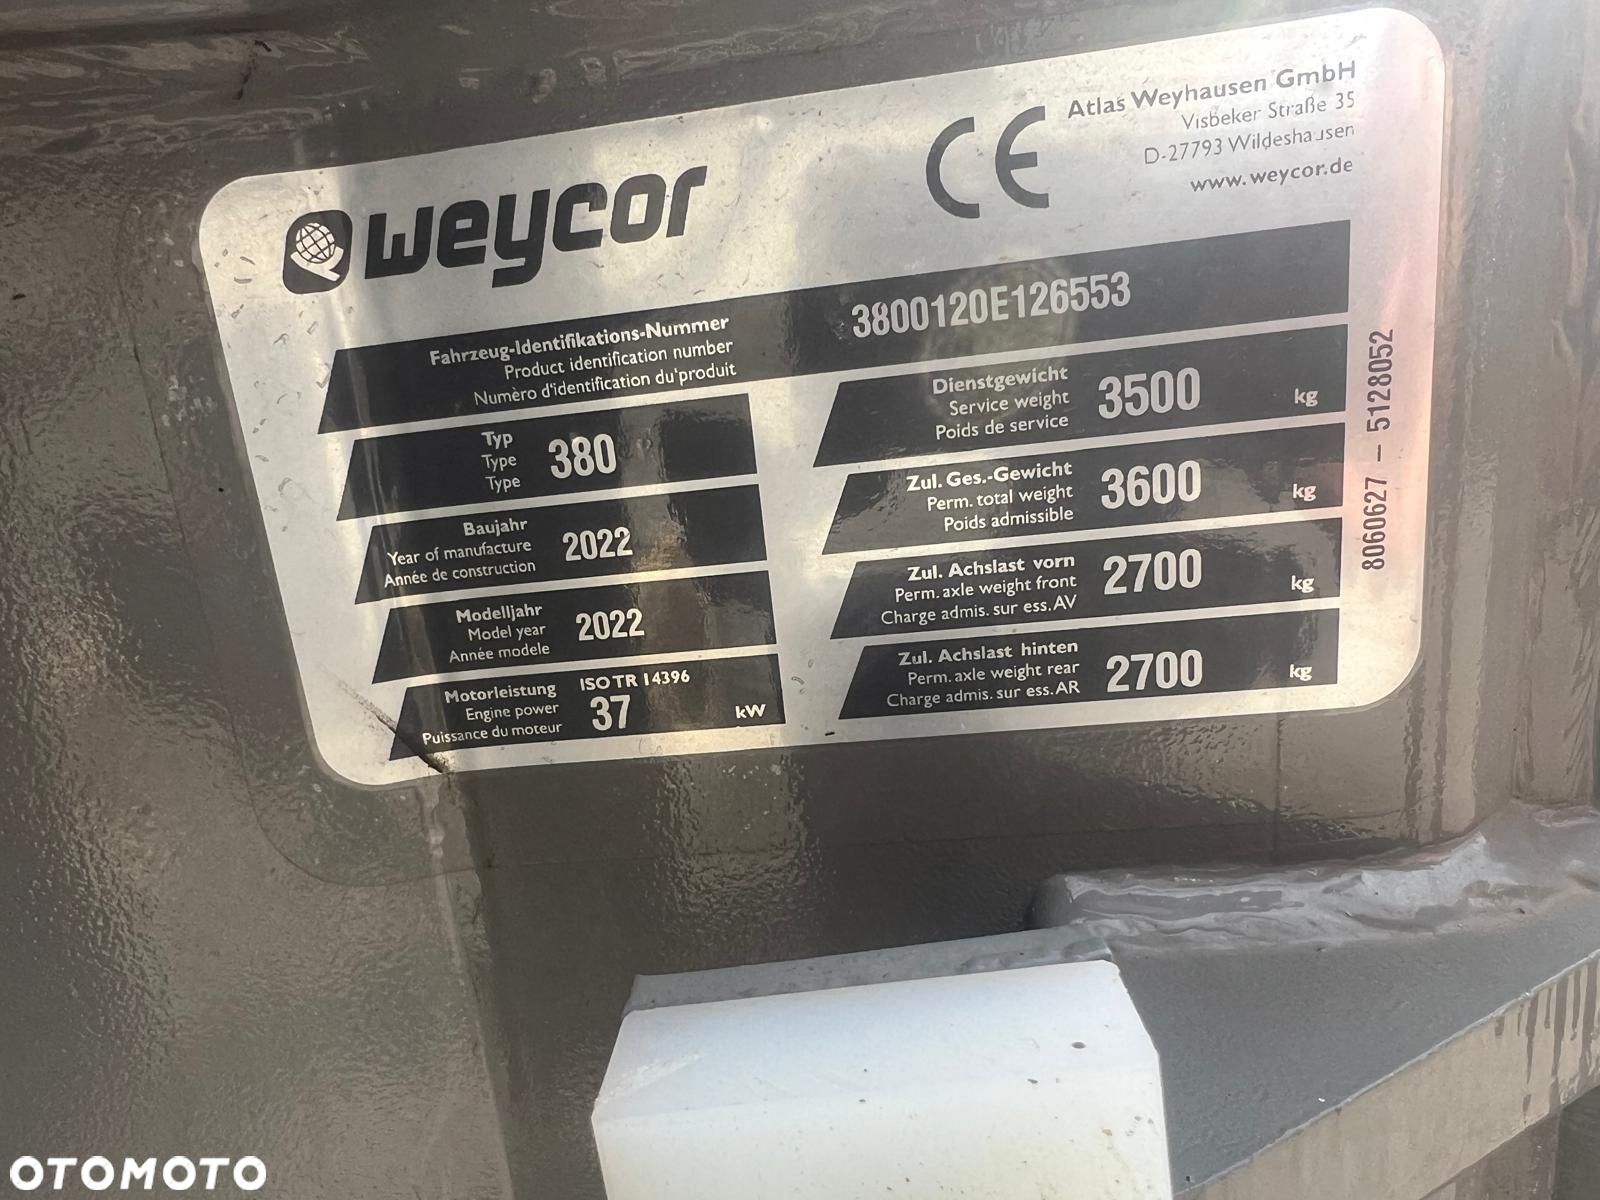 weycor
CE
Atlas Weyhausen GmbH
Visbeker Straße 35
D-27793 Wildeshausen
www.weycor.de
Fahrzeug-Identifikations-Nummer
Product identification number
Numèro d'identification du'produit
3800120E126553
Typ
Type
Type
380
Baujahr
Year of manufacture
Année de construction
2022
Modelljahr
Model year
Année modele
2022
Motorleistung
Engine power
Puissance du moteur
ISO TR 14396
37 kW
Dienstgewicht
Service weight
Poids de service
3500 kg
Zul. Ges.-Gewicht
Perm. total weight
Poids admissible
3600 kg
Zul. Achslast vorn
Perm. axle weight front
Charge admis. sur ess. AV
2700 kg
Zul. Achslast hinten
Perm. axle weight rear
Charge admis. sur ess. AR
2700 kg
8060627 – 5128052
OTOMOTO